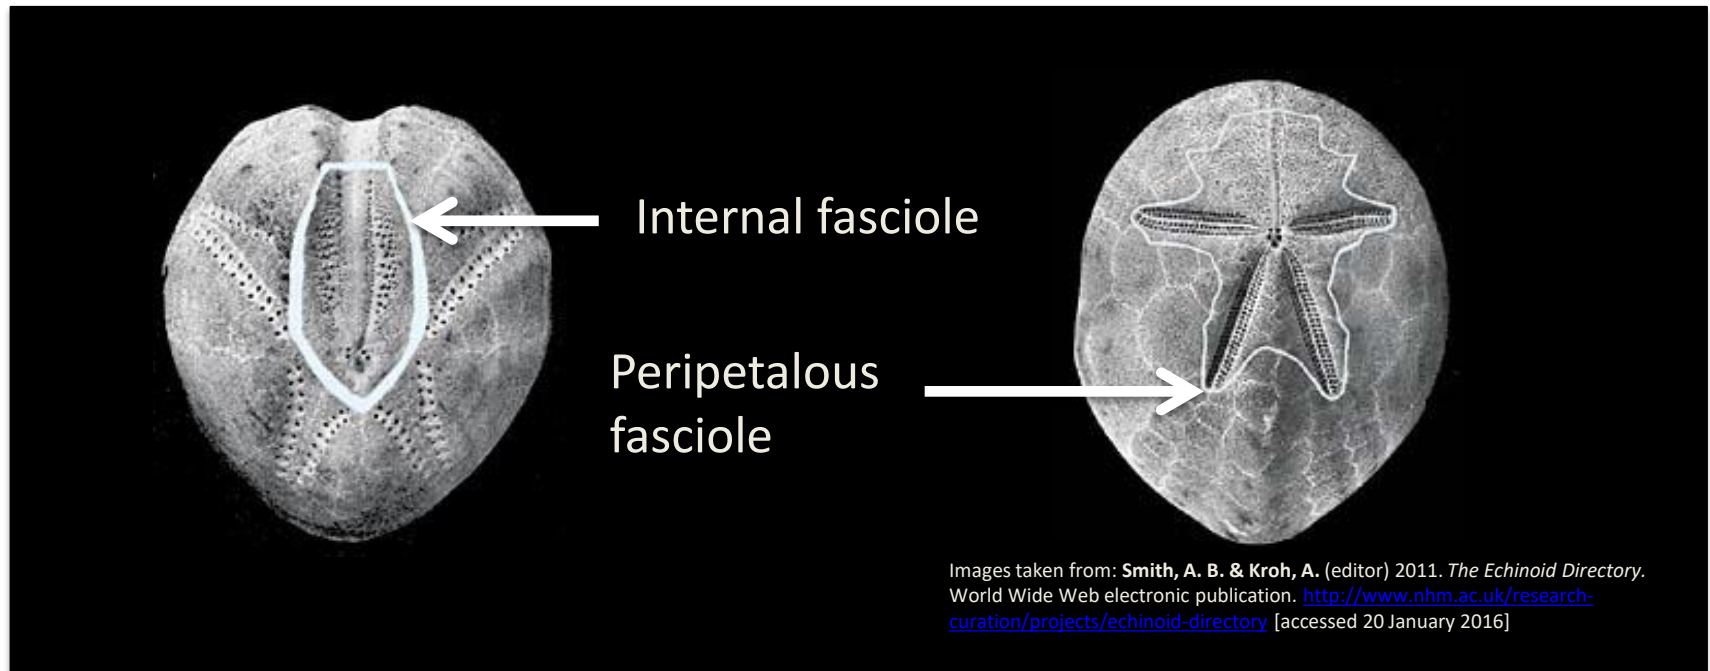 Internal fasciole
Peripetalous
fasciole
Images taken from: Smith, A. B. & Kroh, A. (editor) 2011. The Echinoid Directory.
World Wide Web electronic publication. http://www.nhm.ac.uk/research-
curation/projects/echinoid-directory [accessed 20 January 2016]